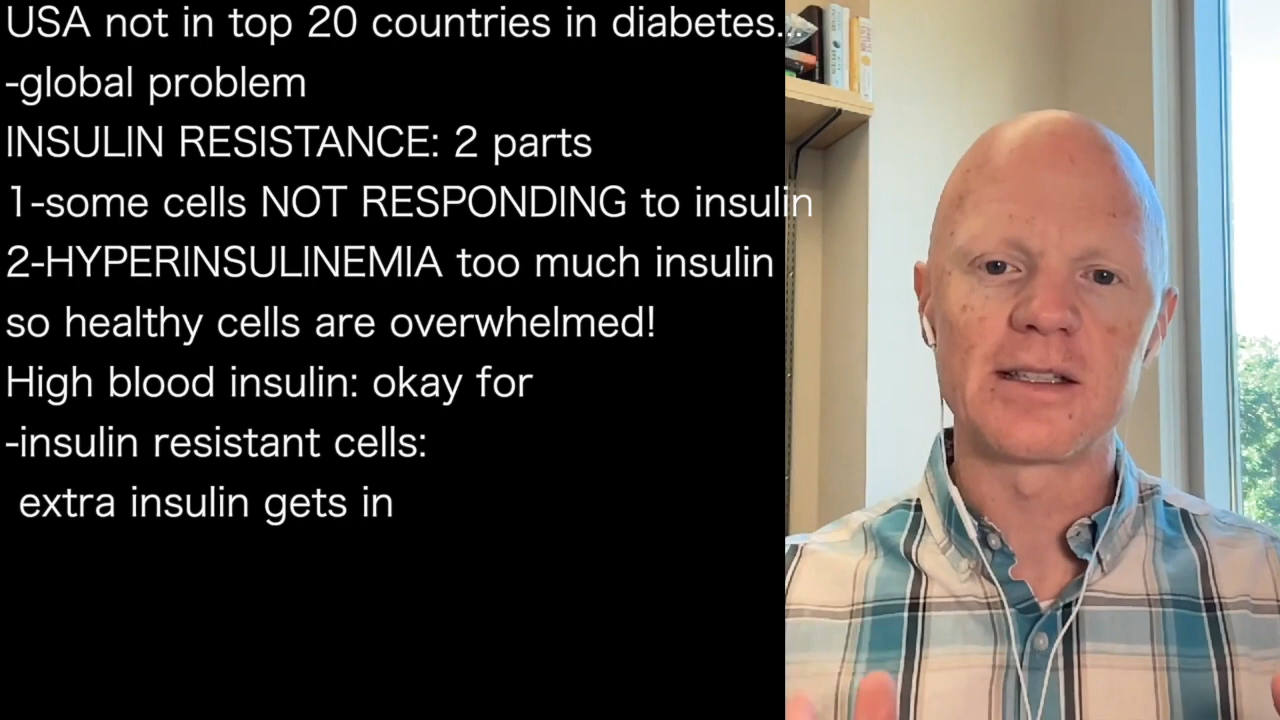 USA not in top 20 countries in diabetes...
-global problem
INSULIN RESISTANCE: 2 parts
1-some cells NOT RESPONDING to insulin
2-HYPERINSULINEMIA too much insulin
so healthy cells are overwhelmed!
High blood insulin: okay for
-insulin resistant cells:
extra insulin gets in